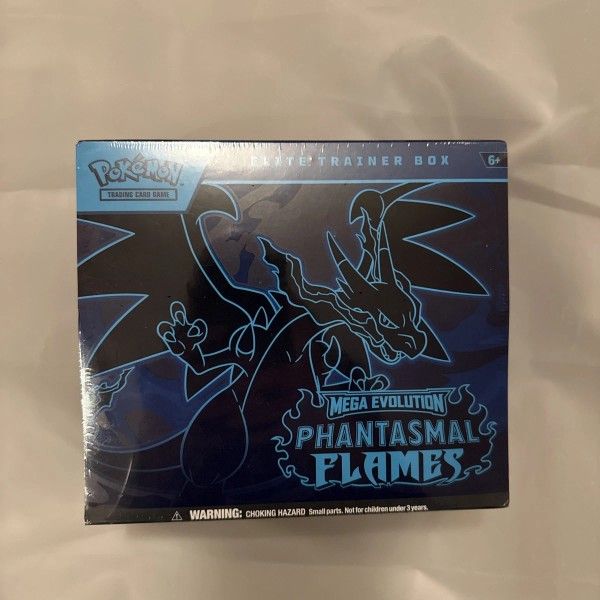 POKÉMON
TRADING CARD GAME
ELITE TRAINER BOX
6+
MEGA EVOLUTION
PHANTASMAL
FLAMES
WARNING: CHOKING HAZARD Small parts. Not for children under 3 years.